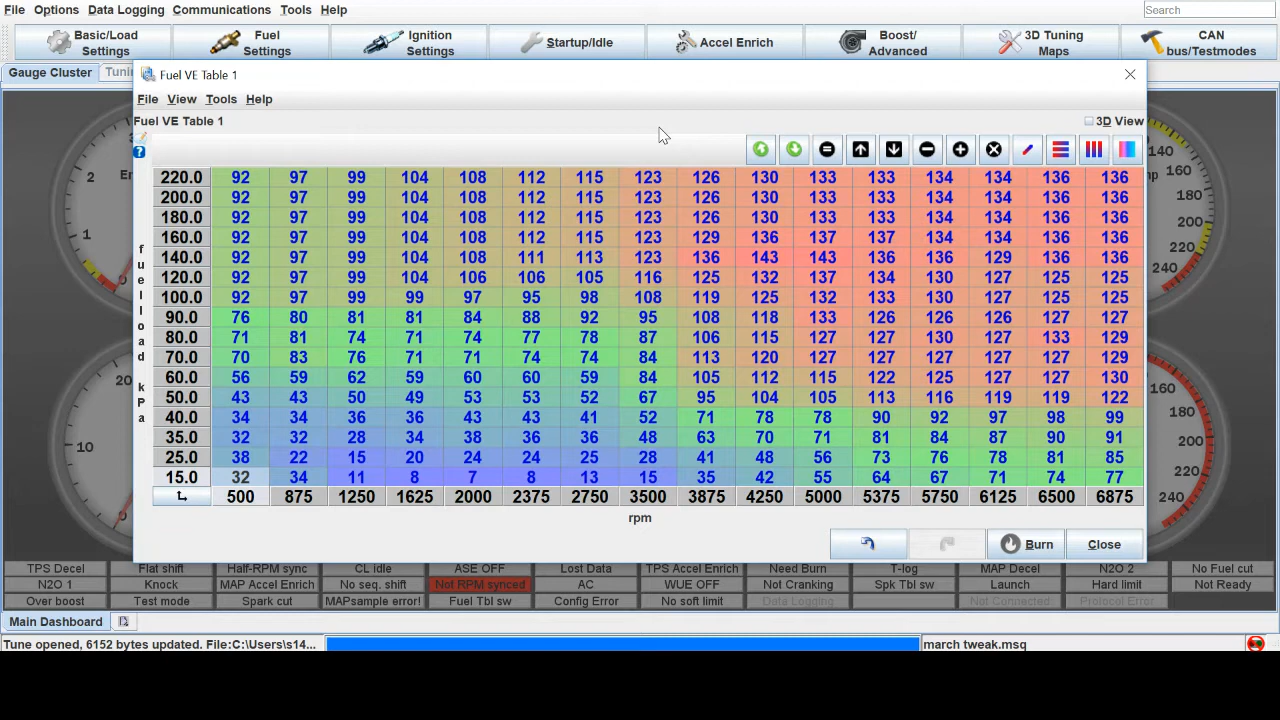 File Options Data Logging Communications Tools Help Search
Basic/Load Settings
Fuel Settings
Ignition Settings
Startup/Idle
Accel Enrich
Boost/ Advanced
3D Tuning Maps
CAN bus/Testmodes
Gauge Cluster
Fuel VE Table 1
File View Tools Help
Fuel VE Table 1 3D View
fuelload kPa
220.0 92 97 99 104 108 112 115 123 126 130 133 133 134 134 136 136
200.0 92 97 99 104 108 112 115 123 126 130 133 133 134 134 136 136
180.0 92 97 99 104 108 112 115 123 126 130 133 133 134 134 136 136
160.0 92 97 99 104 108 112 115 123 129 136 137 137 134 134 136 136
140.0 92 97 99 104 108 111 113 123 136 143 143 136 136 129 136 136
120.0 92 97 99 104 106 106 105 116 125 132 137 134 130 127 125 125
100.0 92 97 99 99 97 95 98 108 119 125 132 133 130 127 125 125
90.0 76 80 81 81 84 88 92 95 108 118 133 126 126 126 127 127
80.0 71 81 74 71 74 77 78 87 106 115 127 127 130 127 133 129
70.0 70 83 76 71 71 74 74 84 113 120 127 127 127 127 127 129
60.0 56 59 62 59 60 60 59 84 105 112 115 122 125 127 127 130
50.0 43 43 50 49 53 53 52 67 95 104 105 113 116 119 119 122
40.0 34 34 36 36 43 43 41 52 71 78 78 90 92 97 98 99
35.0 32 32 28 34 38 36 36 48 63 70 71 81 84 87 90 91
25.0 38 22 15 20 24 24 25 28 41 48 56 73 76 78 81 85
15.0 32 34 11 8 7 8 13 15 35 42 55 64 67 71 74 77
500 875 1250 1625 2000 2375 2750 3500 3875 4250 5000 5375 5750 6125 6500 6875
rpm
Burn Close
2
1
0
20
10
0
140
160
180
200
220
240
160
180
200
240
TPS Decel Flat shift Half-RPM sync CL idle ASE OFF Lost Data TPS Accel Enrich Need Burn T-log MAP Decel N2O 2 No Fuel cut
N2O 1 Knock MAP Accel Enrich No seq. shift Not RPM synced AC WUE OFF Not Cranking Spk Tbl sw Launch Hard limit Not Ready
Over boost Test mode Spark cut MAPsample error! Fuel Tbl sw Config Error No soft limit Data Logging Not Connected Protocol Error
Main Dashboard
Tune opened, 6152 bytes updated. File:C:\Users\s14... march tweak.msq